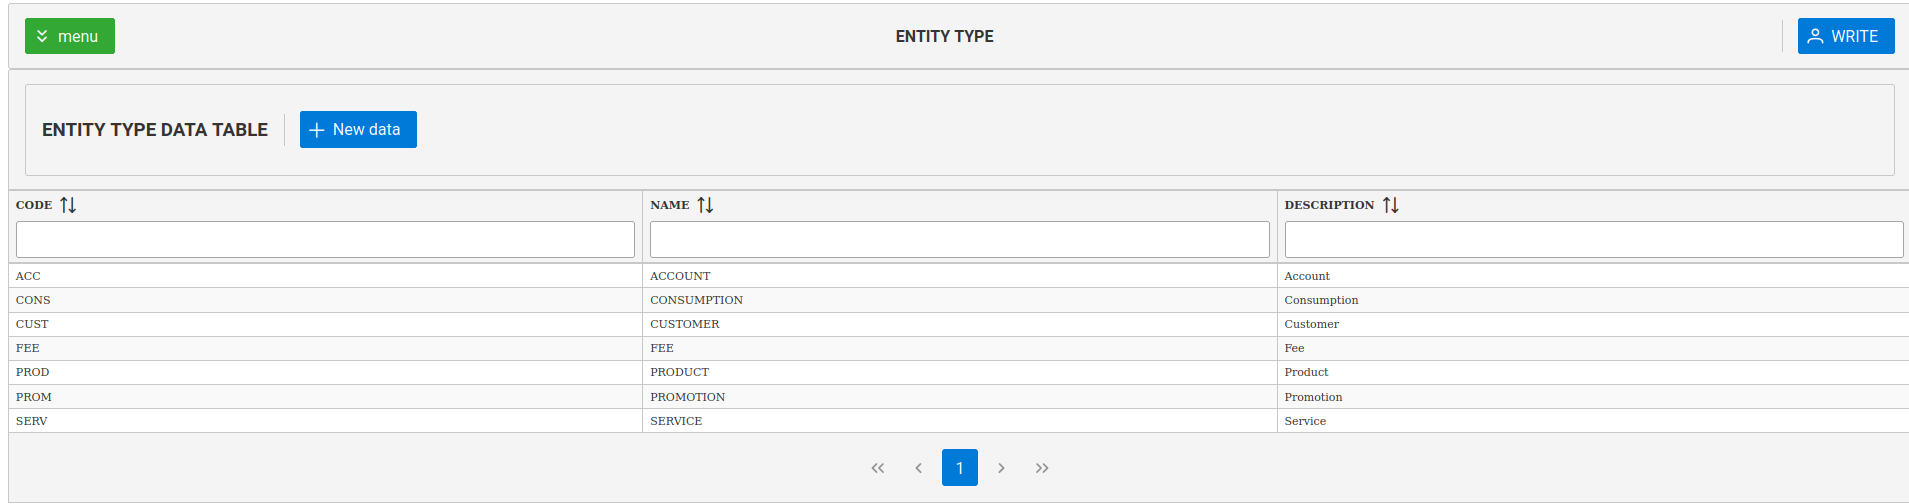 menu ENTITY TYPE WRITE
ENTITY TYPE DATA TABLE New data
CODE NAME DESCRIPTION
ACC ACCOUNT Account
CONS CONSUMPTION Consumption
CUST CUSTOMER Customer
FEE FEE Fee
PROD PRODUCT Product
PROM PROMOTION Promotion
SERV SERVICE Service
1